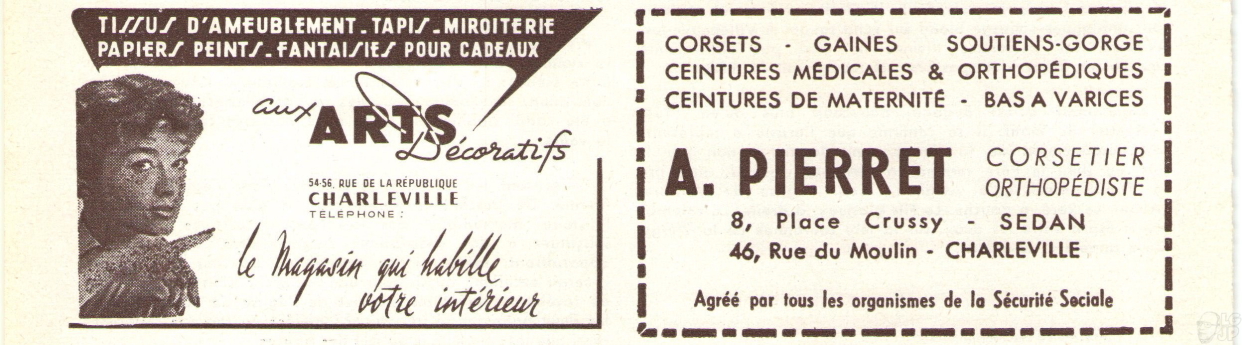 TISSUS D'AMEUBLEMENT - TAPIS - MIROITERIE
PAPIERS PEINTS - FANTAISIES POUR CADEAUX
aux ARTS
Décoratifs
54-56, RUE DE LA RÉPUBLIQUE
CHARLEVILLE
TELEPHONE :
le Magasin qui habille
votre intérieur
CORSETS - GAINES SOUTIENS-GORGE
CEINTURES MÉDICALES & ORTHOPÉDIQUES
CEINTURES DE MATERNITÉ - BAS A VARICES
A. PIERRET
CORSETIER
ORTHOPÉDISTE
8, Place Crussy - SEDAN
46, Rue du Moulin - CHARLEVILLE
Agréé par tous les organismes de la Sécurité Sociale